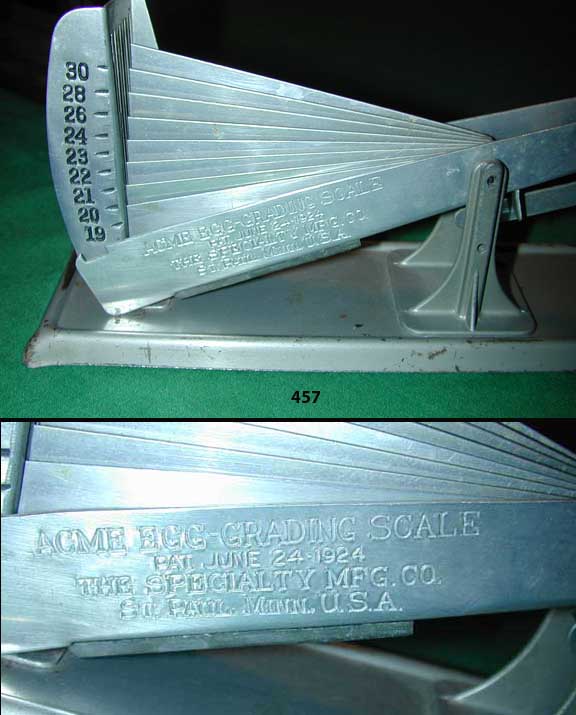 30
28
26
24
23
22
21
20
19
ACME EGG-GRADING SCALE
PAT. JUNE 24-1924
THE SPECIALTY MFG. CO.
ST. PAUL. MINN. U.S.A.
457
ACME EGG-GRADING SCALE
PAT. JUNE 24-1924
THE SPECIALTY MFG. CO.
ST. PAUL. MINN. U.S.A.